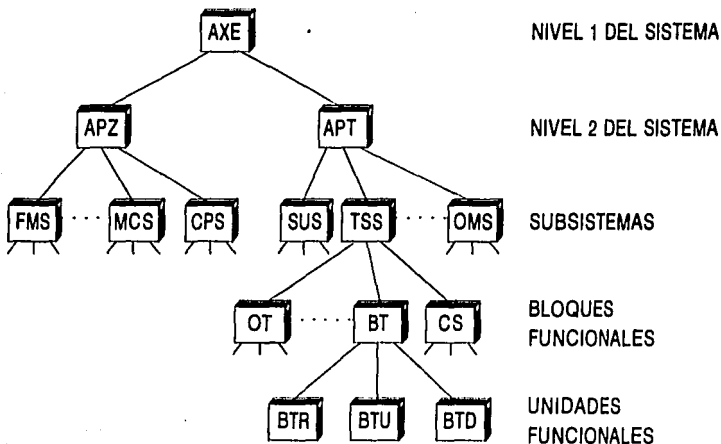 AXE NIVEL 1 DEL SISTEMA
APZ APT NIVEL 2 DEL SISTEMA
FMS MCS CPS SUS TSS OMS SUBSISTEMAS
OT BT CS BLOQUES
FUNCIONALES
BTR BTU BTD UNIDADES
FUNCIONALES